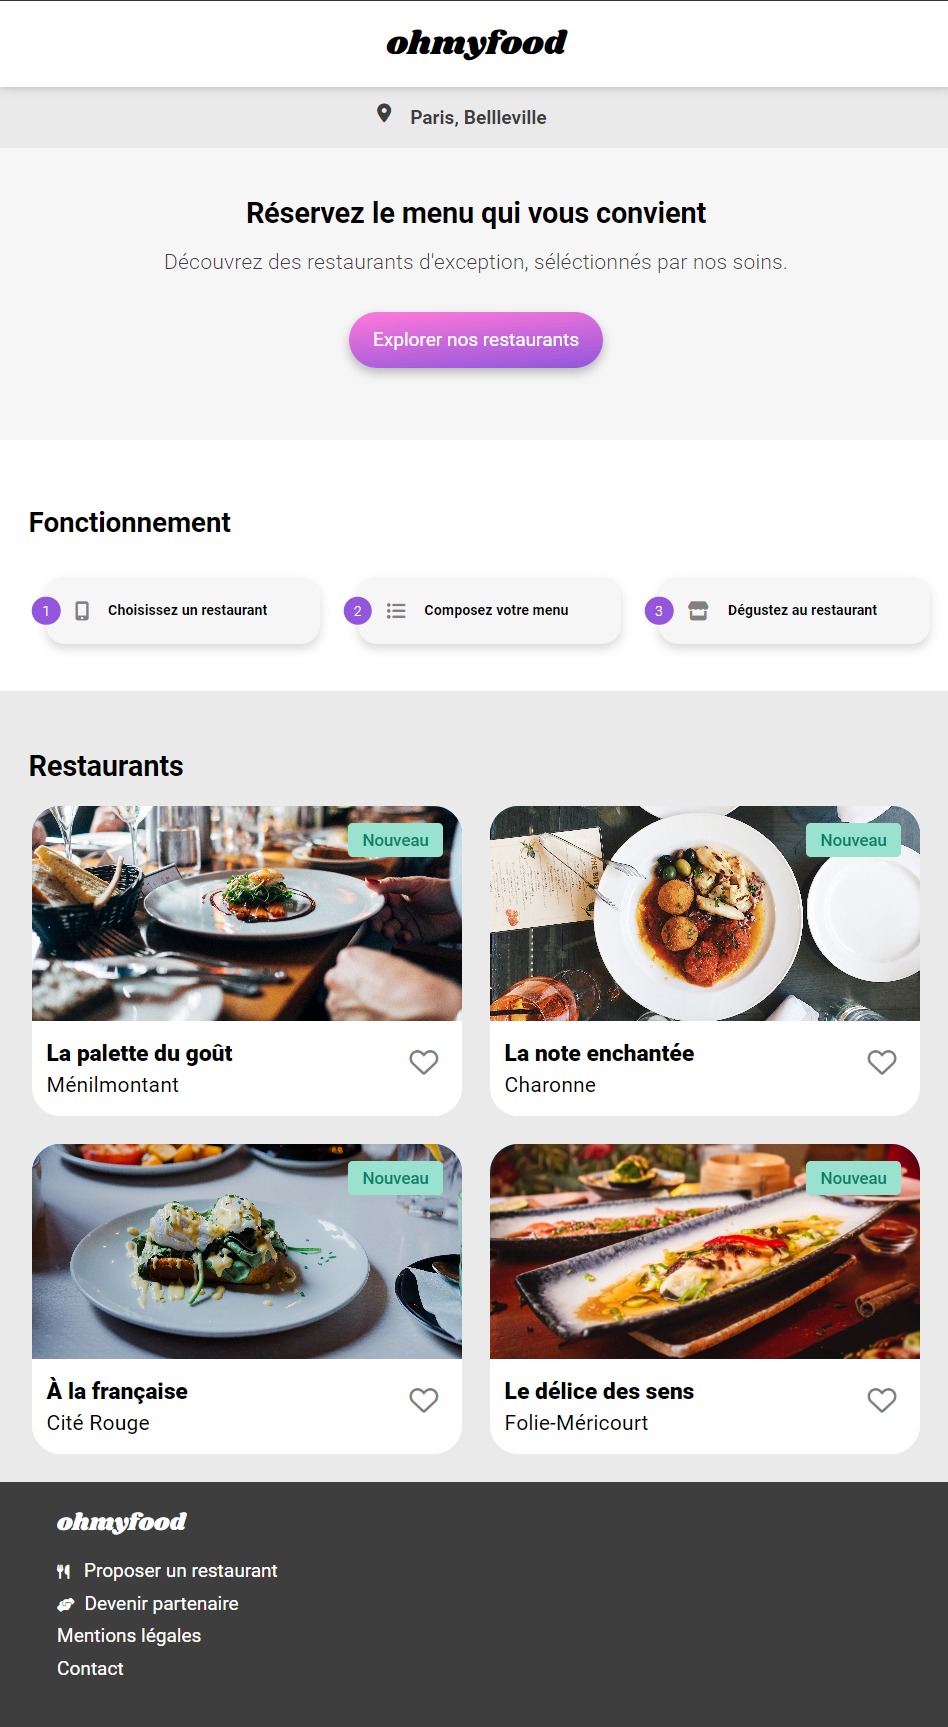 ohmyfood
Paris, Bellleville
Réservez le menu qui vous convient
Découvrez des restaurants d'exception, séléctionnés par nos soins.
Explorer nos restaurants
Fonctionnement
1 Choisissez un restaurant
2 Composez votre menu
3 Dégustez au restaurant
Restaurants
Nouveau
La palette du goût
Ménilmontant
Nouveau
La note enchantée
Charonne
Nouveau
À la française
Cité Rouge
Nouveau
Le délice des sens
Folie-Méricourt
ohmyfood
Proposer un restaurant
Devenir partenaire
Mentions légales
Contact